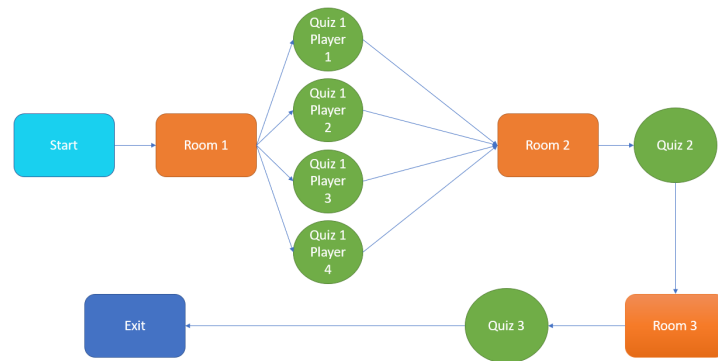 Start
Room 1
Quiz 1
Player
1
Quiz 1
Player
2
Quiz 1
Player
3
Quiz 1
Player
4
Room 2
Quiz 2
Exit
Quiz 3
Room 3